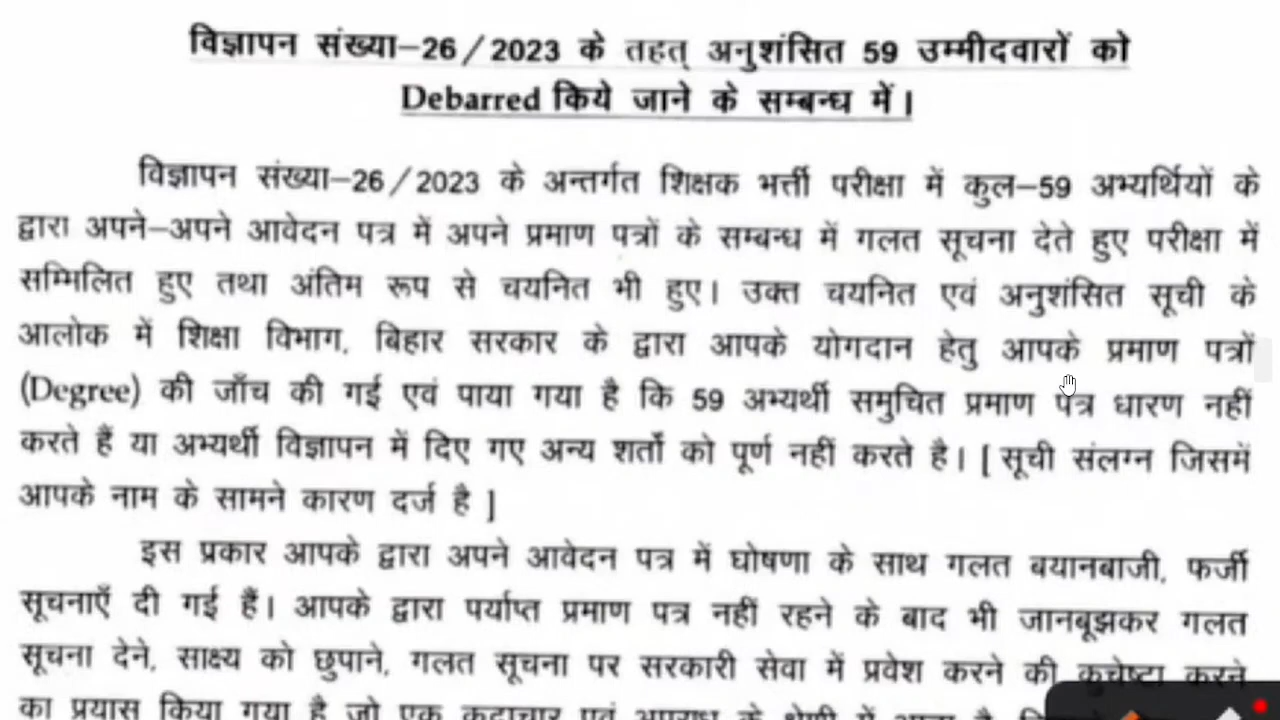 विज्ञापन संख्या–26/2023 के तहत् अनुशंसित 59 उम्मीदवारों को
Debarred किये जाने के सम्बन्ध में।
विज्ञापन संख्या–26/2023 के अन्तर्गत शिक्षक भर्त्ती परीक्षा में कुल–59 अभ्यर्थियों के
द्वारा अपने–अपने आवेदन पत्र में अपने प्रमाण पत्रों के सम्बन्ध में गलत सूचना देते हुए परीक्षा में
सम्मिलित हुए तथा अंतिम रूप से चयनित भी हुए। उक्त चयनित एवं अनुशंसित सूची के
आलोक में शिक्षा विभाग, बिहार सरकार के द्वारा आपके योगदान हेतु आपके प्रमाण पत्रों
(Degree) की जाँच की गई एवं पाया गया है कि 59 अभ्यर्थी समुचित प्रमाण पत्र धारण नहीं
करते हैं या अभ्यर्थी विज्ञापन में दिए गए अन्य शर्तों को पूर्ण नहीं करते है। [ सूची संलग्न जिसमें
आपके नाम के सामने कारण दर्ज है ]
इस प्रकार आपके द्वारा अपने आवेदन पत्र में घोषणा के साथ गलत बयानबाजी, फर्जी
सूचनाएँ दी गई हैं। आपके द्वारा पर्याप्त प्रमाण पत्र नहीं रहने के बाद भी जानबूझकर गलत
सूचना देने, साक्ष्य को छुपाने, गलत सूचना पर सरकारी सेवा में प्रवेश करने की कुचेष्टा करने
का प्रयास किया गया है जो एक कदाचार एवं अपराध के श्रेणी में